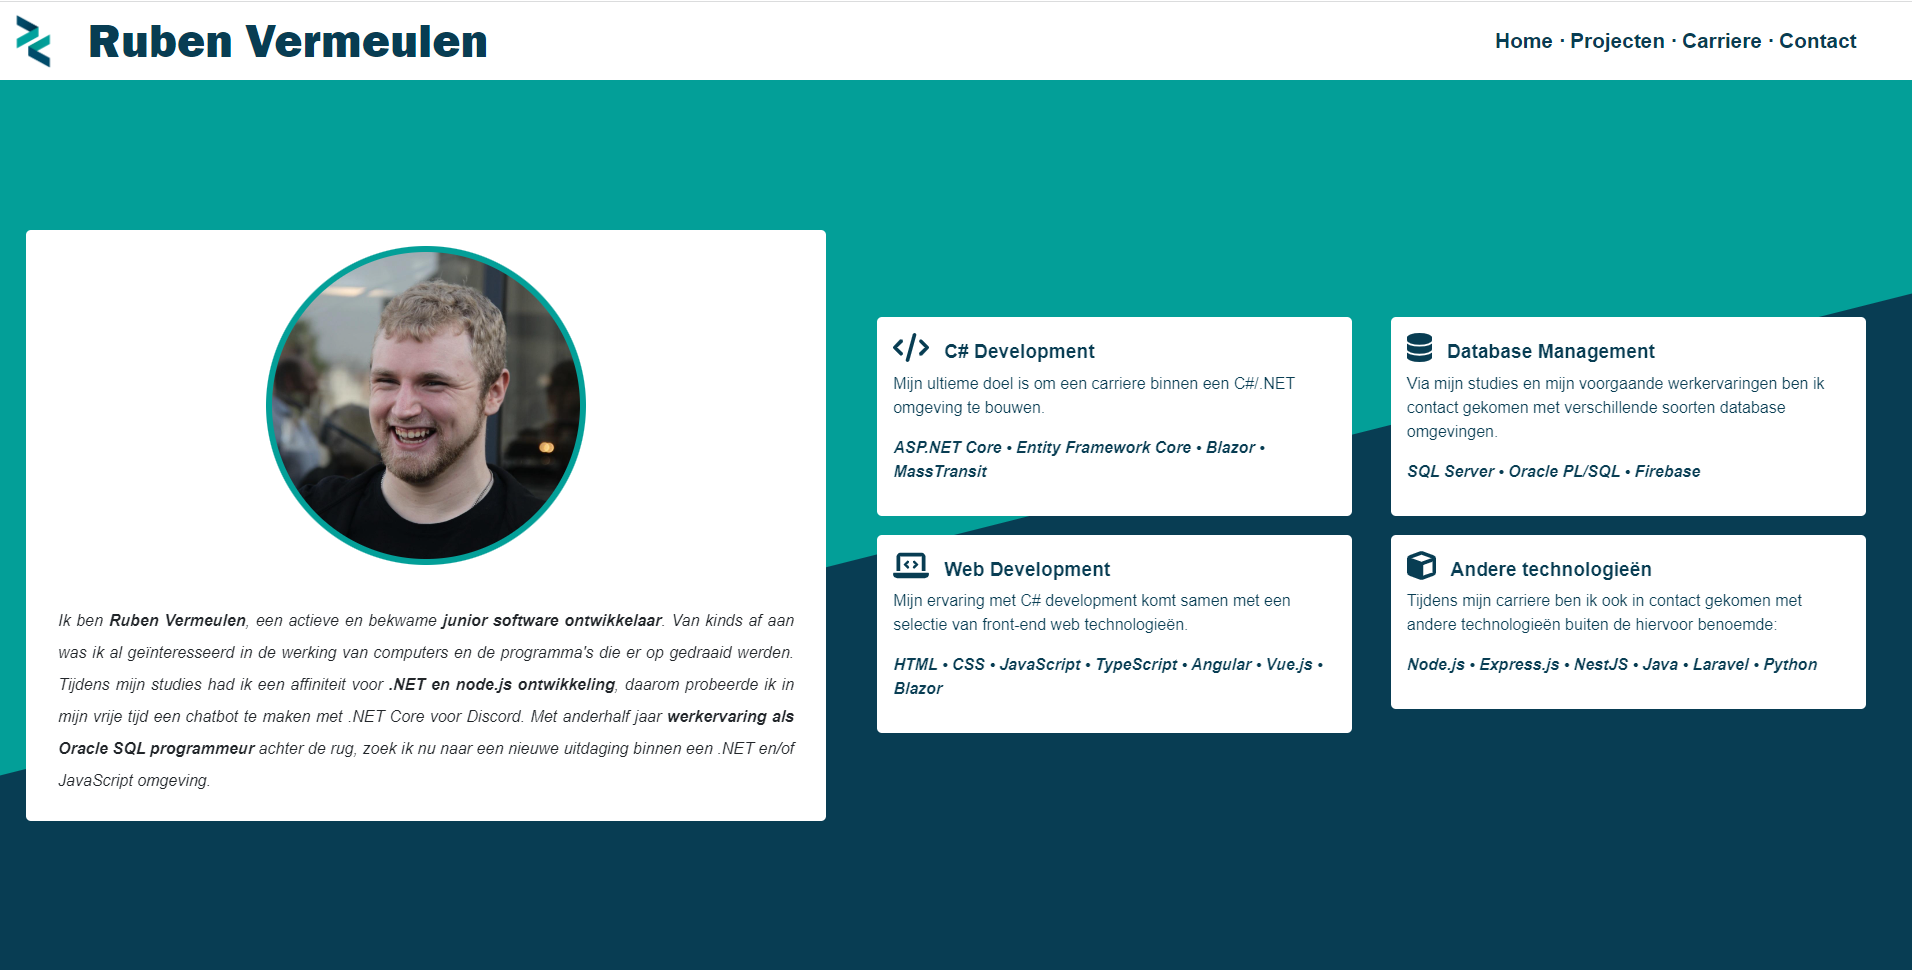 Ruben Vermeulen
Home · Projecten · Carriere · Contact
Ik ben Ruben Vermeulen, een actieve en bekwame junior software ontwikkelaar. Van kinds af aan
was ik al geïnteresseerd in de werking van computers en de programma's die er op gedraaid werden.
Tijdens mijn studies had ik een affiniteit voor .NET en node.js ontwikkeling, daarom probeerde ik in
mijn vrije tijd een chatbot te maken met .NET Core voor Discord. Met anderhalf jaar werkervaring als
Oracle SQL programmeur achter de rug, zoek ik nu naar een nieuwe uitdaging binnen een .NET en/of
JavaScript omgeving.
C# Development
Mijn ultieme doel is om een carriere binnen een C#/.NET
omgeving te bouwen.
ASP.NET Core • Entity Framework Core • Blazor •
MassTransit
Database Management
Via mijn studies en mijn voorgaande werkervaringen ben ik
contact gekomen met verschillende soorten database
omgevingen.
SQL Server • Oracle PL/SQL • Firebase
Web Development
Mijn ervaring met C# development komt samen met een
selectie van front-end web technologieën.
HTML • CSS • JavaScript • TypeScript • Angular • Vue.js •
Blazor
Andere technologieën
Tijdens mijn carriere ben ik ook in contact gekomen met
andere technologieën buiten de hiervoor benoemde:
Node.js • Express.js • NestJS • Java • Laravel • Python